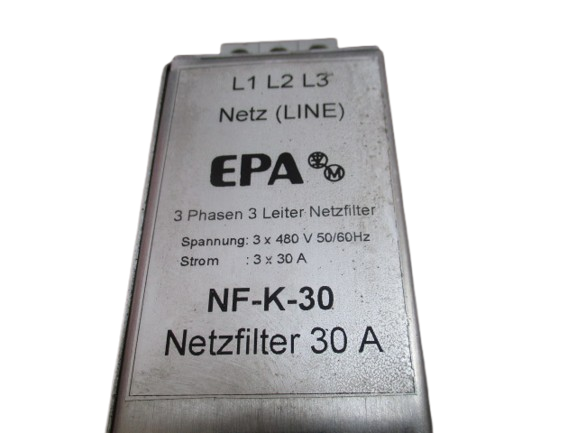 L1 L2 L3
Netz (LINE)
EPA
3 Phasen 3 Leiter Netzfilter
Spannung: 3 x 480 V 50/60Hz
Strom : 3 x 30 A
NF-K-30
Netzfilter 30 A